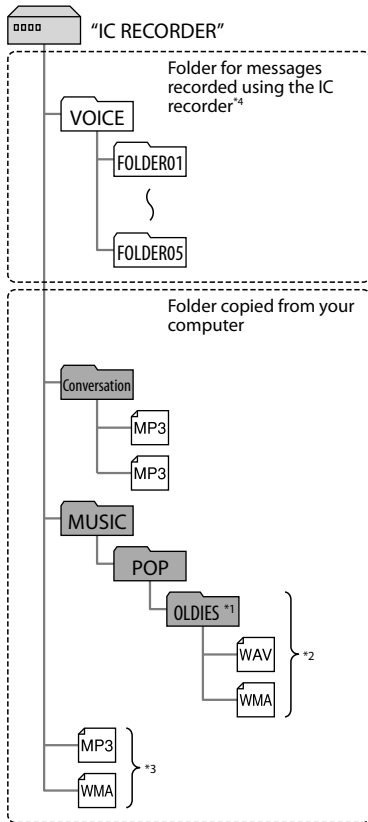 “IC RECORDER”
Folder for messages
recorded using the IC
recorder*4
VOICE
FOLDER01
FOLDER05
Folder copied from your
computer
Conversation
MP3
MP3
MUSIC
POP
OLDIES *1
WAV
*2
WMA
MP3
*3
WMA